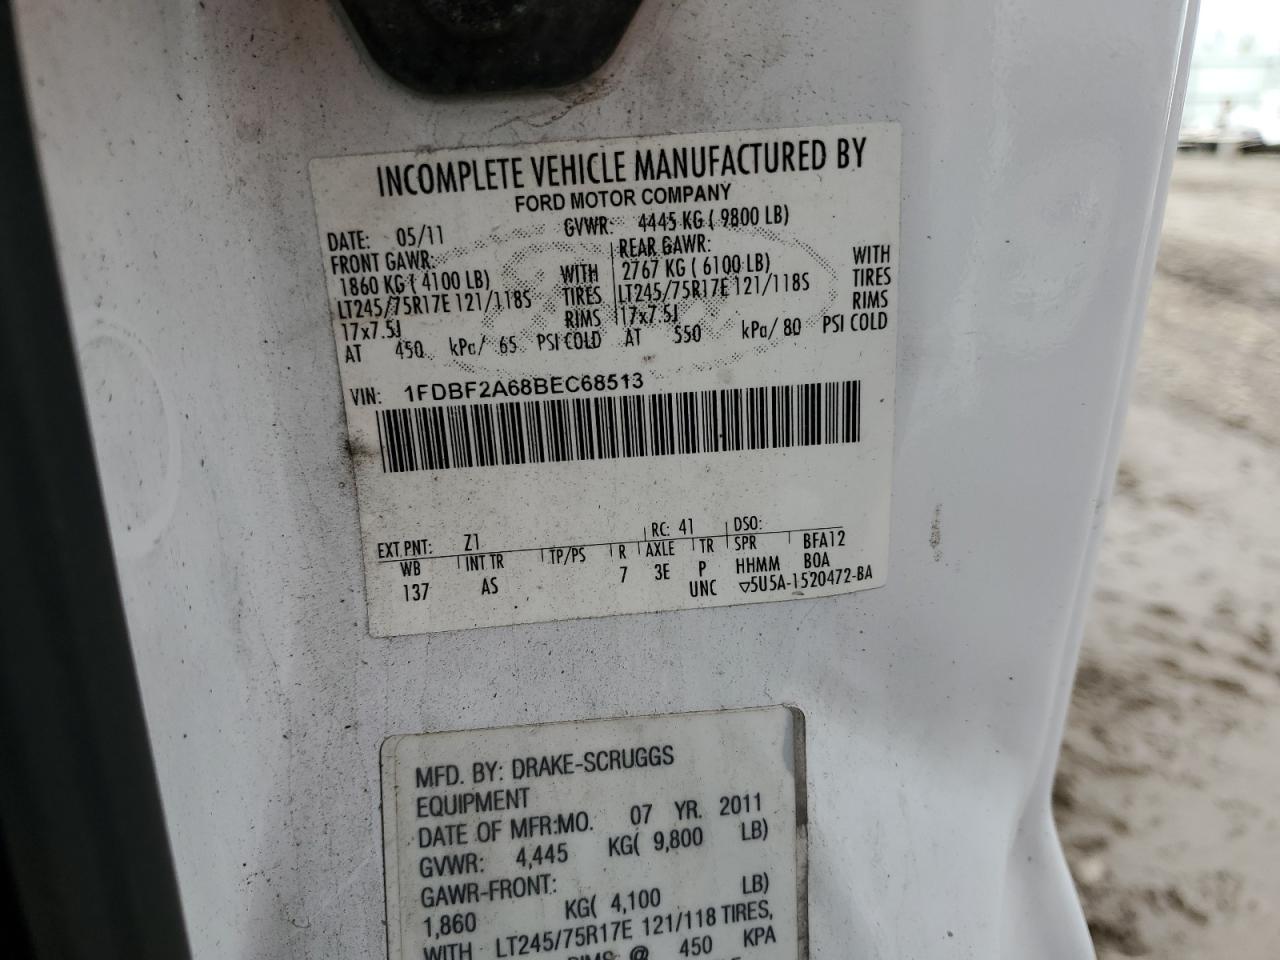 INCOMPLETE VEHICLE MANUFACTURED BY
FORD MOTOR COMPANY
DATE: 05/11 GVWR: 4445 KG ( 9800 LB)
FRONT GAWR: REAR GAWR:
1860 KG ( 4100 LB) WITH 2767 KG ( 6100 LB) WITH
LT245/75R17E 121/118S TIRES LT245/75R17E 121/118S TIRES
17x7.5J RIMS 17x7.5J RIMS
AT 450 kPa/ 65 PSI COLD AT 550 kPa/ 80 PSI COLD
VIN: 1FDBF2A68BEC68513
EXT PNT: Z1 RC: 41 DSO:
WB INT TR TP/PS R AXLE TR SPR BFA12
137 AS 7 3E P HHMM BOA
UNC ▽5U5A-1520472-BA
MFD. BY: DRAKE-SCRUGGS
EQUIPMENT
DATE OF MFR:MO. 07 YR. 2011
GVWR: 4,445 KG( 9,800 LB)
GAWR-FRONT:
1,860 KG( 4,100 LB)
WITH LT245/75R17E 121/118 TIRES,
RIMS @ 450 KPA